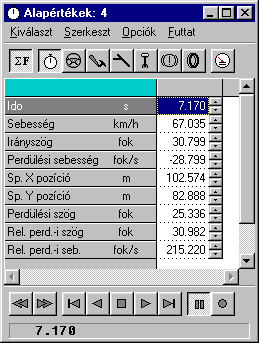 Alapértékek: 4
Kiválaszt Szerkeszt Opciók Futtat
ΣF
Ido s 7.170
Sebesség km/h 67.035
Irányszög fok 30.799
Perdülési sebesség fok/s -28.799
Sp. X pozíció m 102.574
Sp. Y pozíció m 82.888
Perdülési szög fok 25.336
Rel. perd.-i szög fok 30.982
Rel. perd.-i seb. fok/s 215.220
7.170